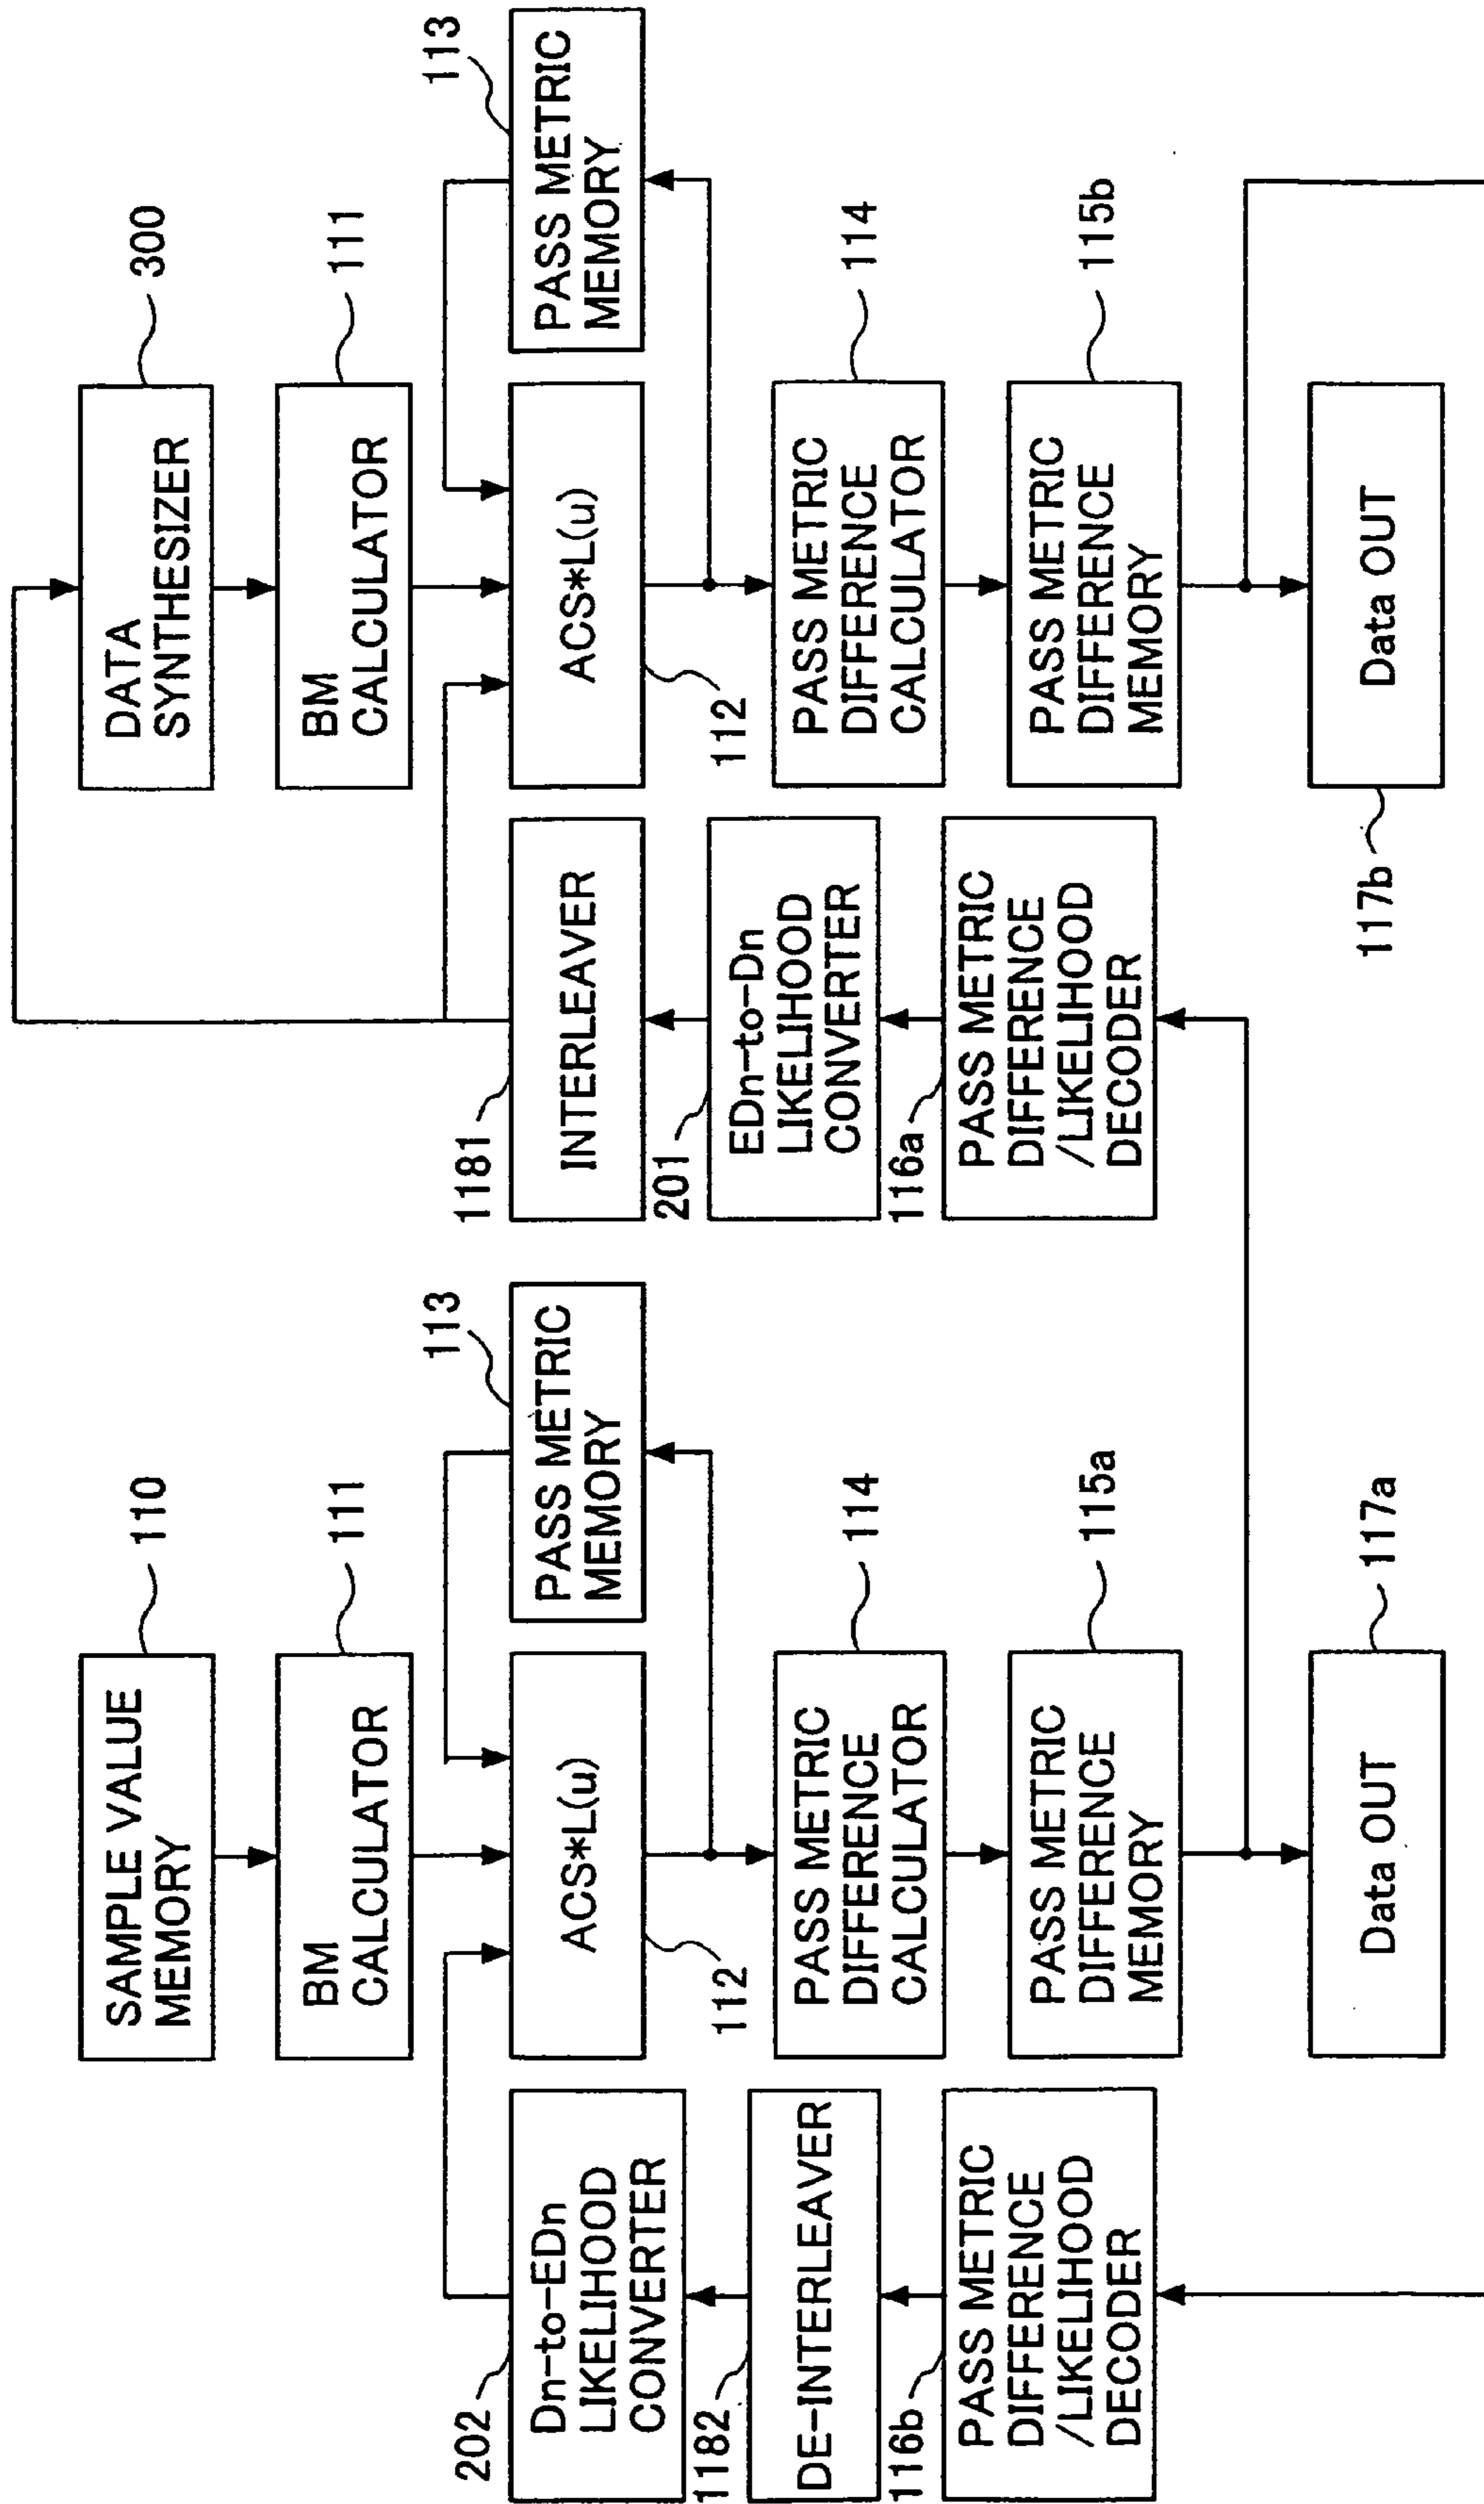 SAMPLE VALUE
MEMORY
110
BM
CALCULATOR
111
Dn-to-EDn
LIKELIHOOD
CONVERTER
202
ACS*L(u)
112
PASS METRIC
MEMORY
113
DE-INTERLEAVER
1182
PASS METRIC
DIFFERENCE
CALCULATOR
114
PASS METRIC
DIFFERENCE
/LIKELIHOOD
DECODER
116b
PASS METRIC
DIFFERENCE
MEMORY
115a
Data OUT
117a
DATA
SYNTHESIZER
300
BM
CALCULATOR
111
INTERLEAVER
1181
ACS*L(u)
112
PASS METRIC
MEMORY
113
EDn-to-Dn
LIKELIHOOD
CONVERTER
201
PASS METRIC
DIFFERENCE
CALCULATOR
114
PASS METRIC
DIFFERENCE
/LIKELIHOOD
DECODER
116a
PASS METRIC
DIFFERENCE
MEMORY
115b
Data OUT
117b